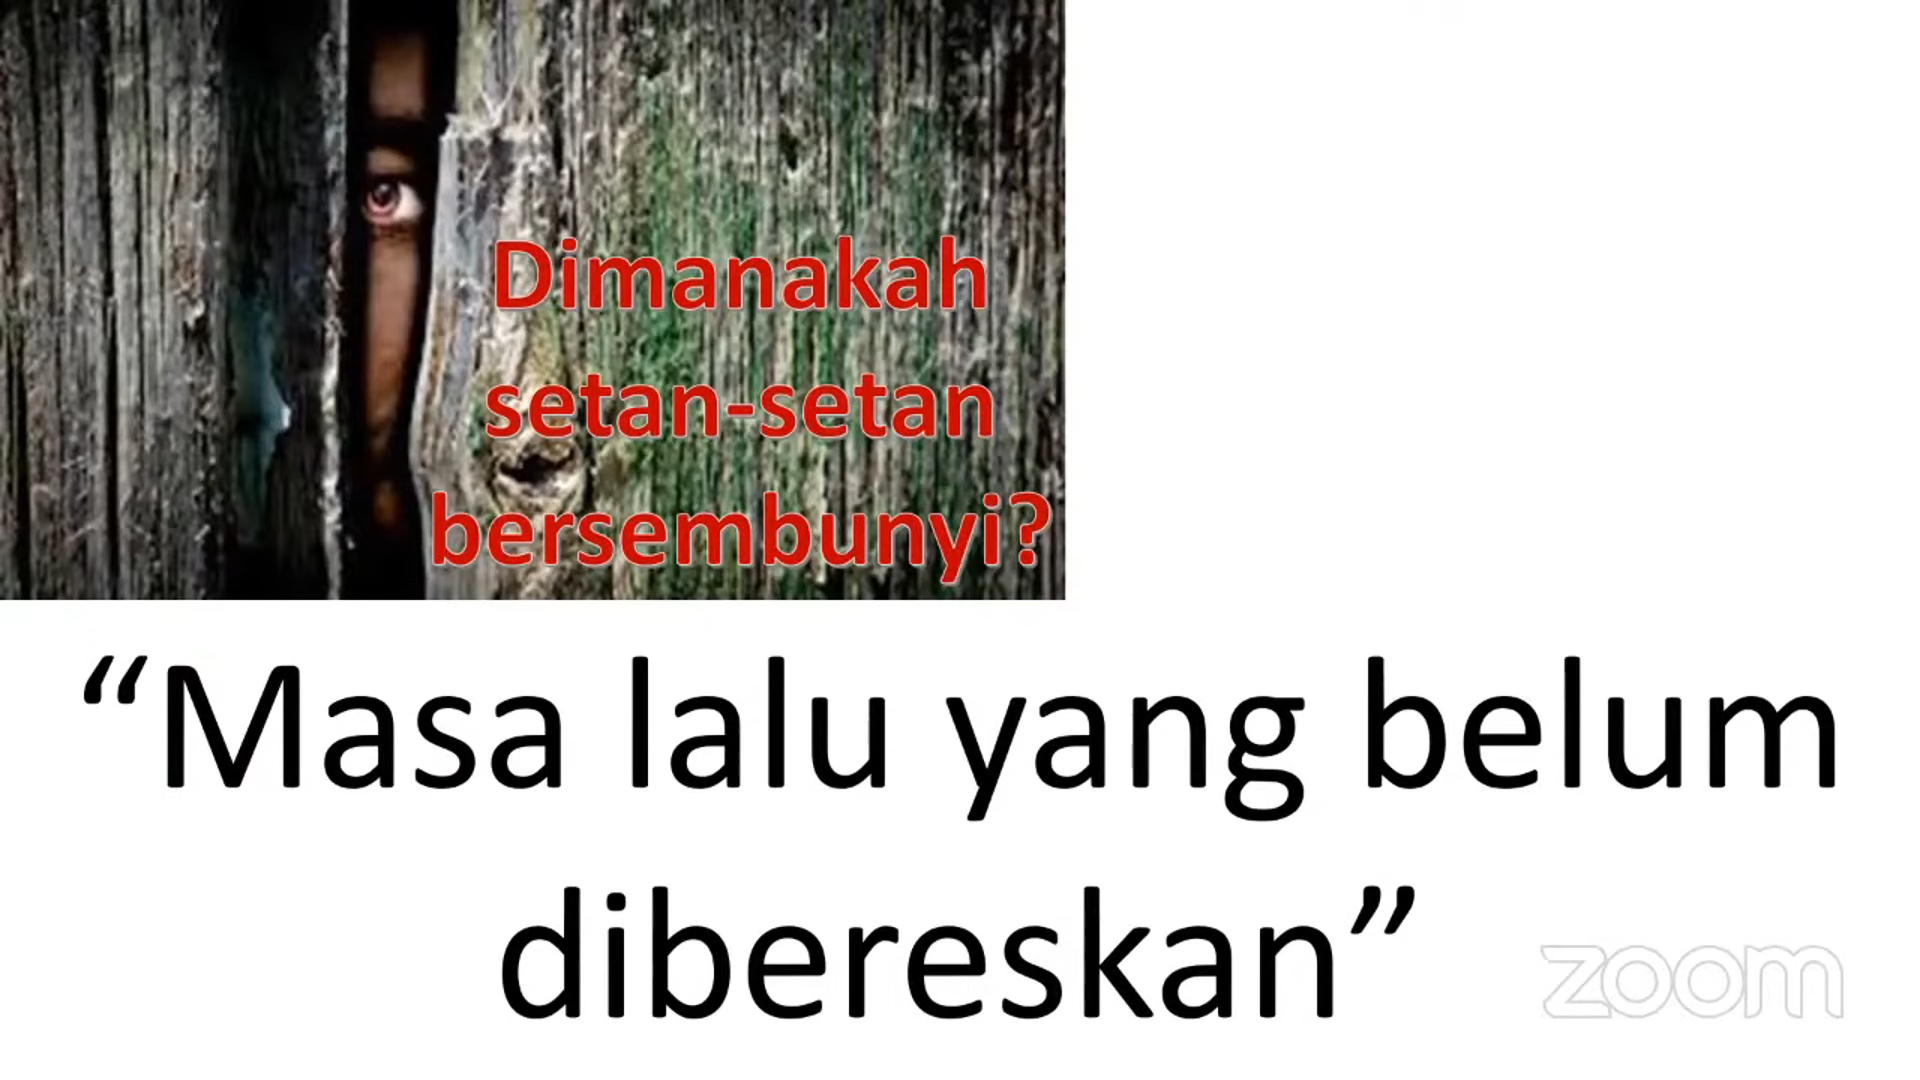 Dimanakah
setan-setan
bersembunyi?
“Masa lalu yang belum
dibereskan”
zoom